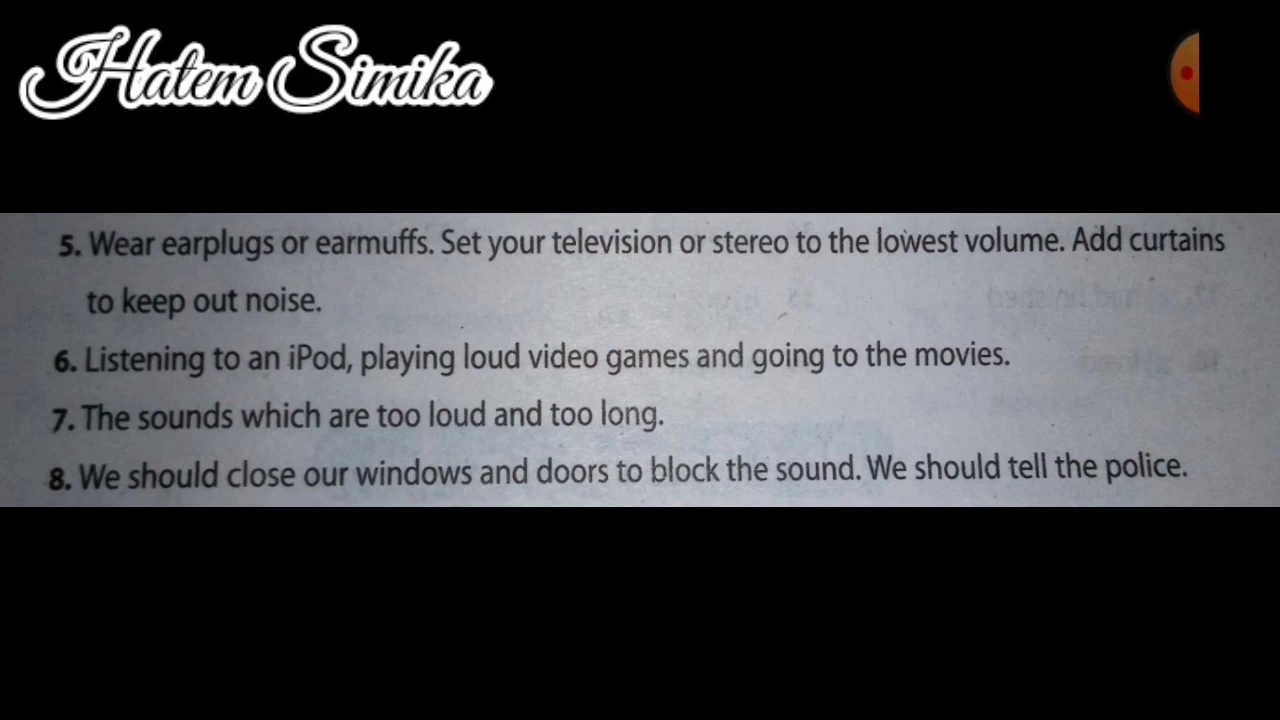 Hatem Simika
5. Wear earplugs or earmuffs. Set your television or stereo to the lowest volume. Add curtains
to keep out noise.
6. Listening to an iPod, playing loud video games and going to the movies.
7. The sounds which are too loud and too long.
8. We should close our windows and doors to block the sound. We should tell the police.